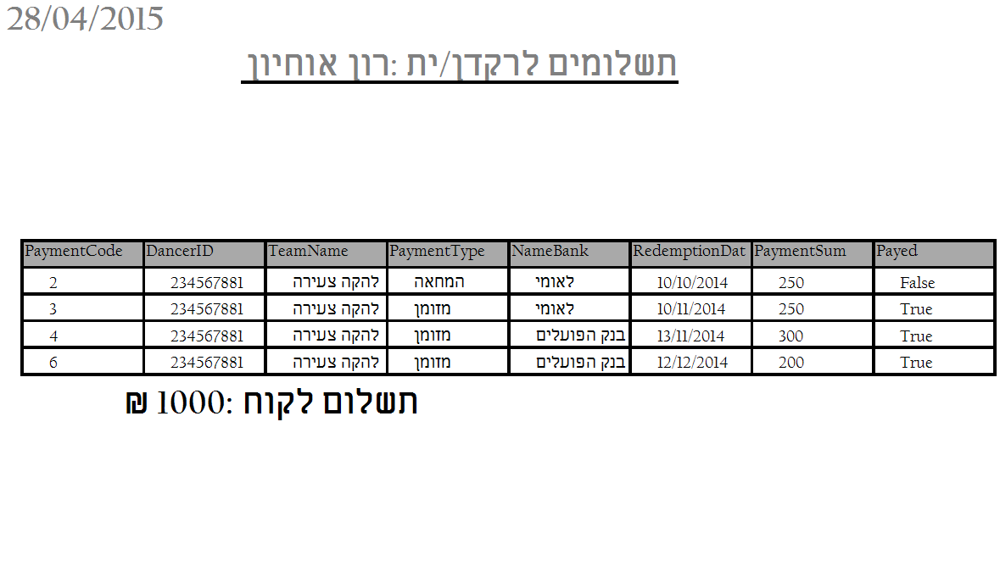 28/04/2015
תשלומים לרקדן/ית :רון אוחיון
PaymentCode DancerID TeamName PaymentType NameBank RedemptionDat PaymentSum Payed
2 234567881 להקה צעירה המחאה לאומי 10/10/2014 250 False
3 234567881 להקה צעירה מזומן לאומי 10/11/2014 250 True
4 234567881 להקה צעירה מזומן בנק הפועלים 13/11/2014 300 True
6 234567881 להקה צעירה מזומן בנק הפועלים 12/12/2014 200 True
תשלום לקוח :1000 ₪